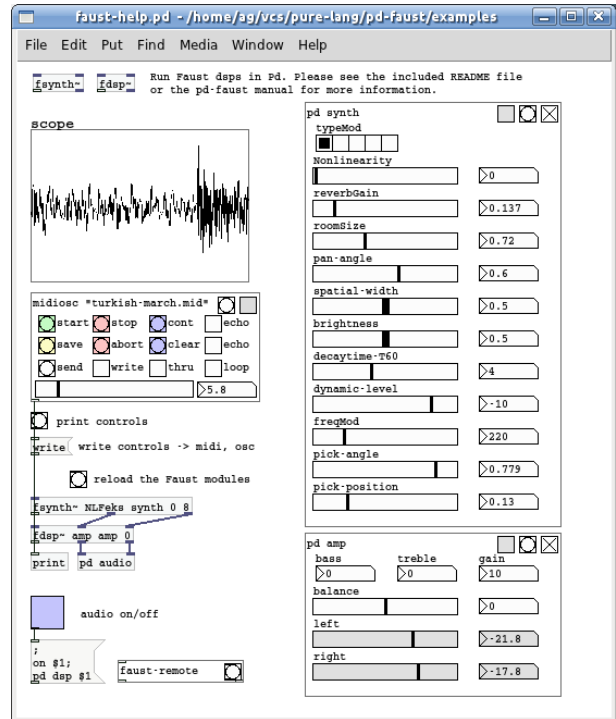 faust-help.pd - /home/ag/vcs/pure-lang/pd-faust/examples
File Edit Put Find Media Window Help
fsynth~ fdsp~ Run Faust dsps in Pd. Please see the included README file
or the pd-faust manual for more information.
scope
midiosc "turkish-march.mid"
start stop cont echo
save abort clear echo
send write thru loop
5.8
print controls
write write controls -> midi, osc
reload the Faust modules
fsynth~ NLFeks synth 0 8
fdsp~ amp amp 0
print pd audio
audio on/off
;
on $1;
pd dsp $1
faust-remote
pd synth
typeMod
Nonlinearity
0
reverbGain
0.137
roomSize
0.72
pan-angle
0.6
spatial-width
0.5
brightness
0.5
decaytime-T60
4
dynamic-level
-10
freqMod
220
pick-angle
0.779
pick-position
0.13
pd amp
bass treble gain
0 0 10
balance
0
left
-21.8
right
-17.8